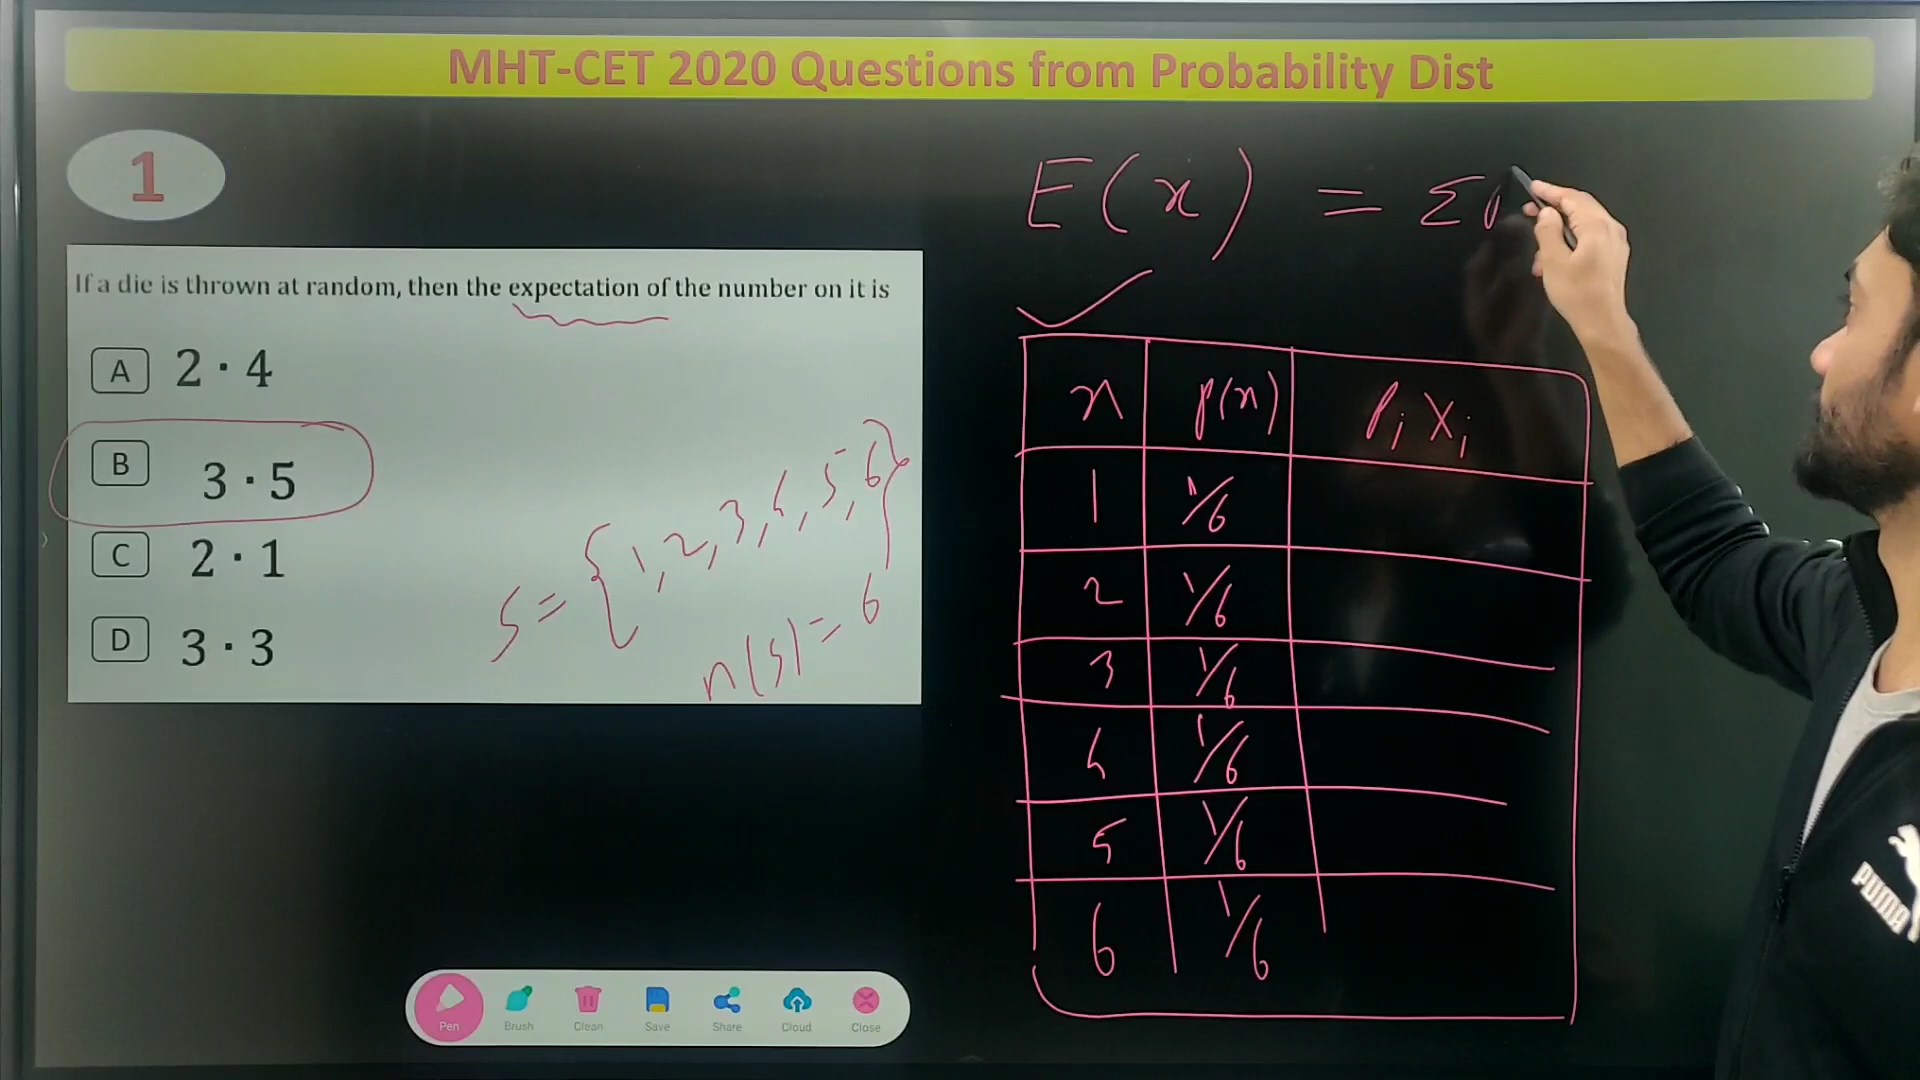 MHT-CET 2020 Questions from Probability Dist
1
If a die is thrown at random, then the expectation of the number on it is
A 2·4
B 3·5
C 2·1
D 3·3
S = {1, 2, 3, 4, 5, 6}
n(s) = 6
E(x) = Σ
x p(x) Pi Xi
1 1/6
2 1/6
3 1/6
4 1/6
5 1/6
6 1/6
Pen Brush Clean Save Share Cloud Close
PUMA